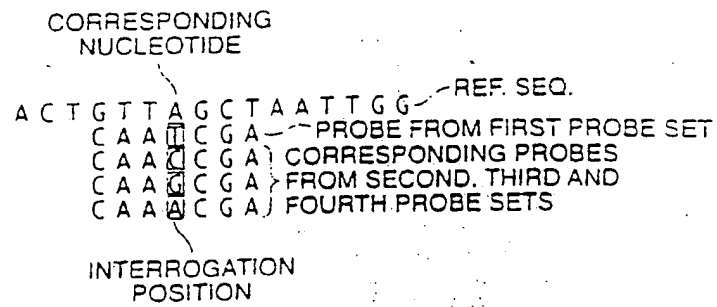 CORRESPONDING
NUCLEOTIDE
A C T G T T A G C T A A T T G G REF. SEQ.
C A A T C G A PROBE FROM FIRST PROBE SET
C A A C C G A CORRESPONDING PROBES
C A A G C G A FROM SECOND, THIRD AND
C A A A C G A FOURTH PROBE SETS
INTERROGATION
POSITION